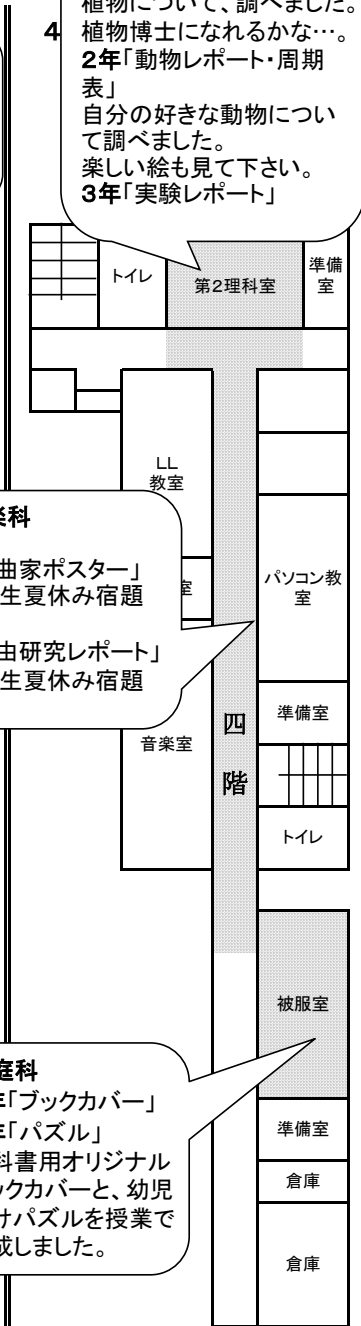 植物について、調べました。
4 植物博士になれるかな…。
2年「動物レポート・周期
表」
自分の好きな動物につい
て調べました。
楽しい絵も見て下さい。
3年「実験レポート」
トイレ
第2理科室
準備
室
LL
教室
室
パソコン教
室
準備室
音楽室
四
階
トイレ
科
曲家ポスター」
生夏休み宿題
由研究レポート」
生夏休み宿題
被服室
準備室
倉庫
倉庫
庭科
「ブックカバー」
「パズル」
科書用オリジナル
ックカバーと、幼児
けパズルを授業で
成しました。